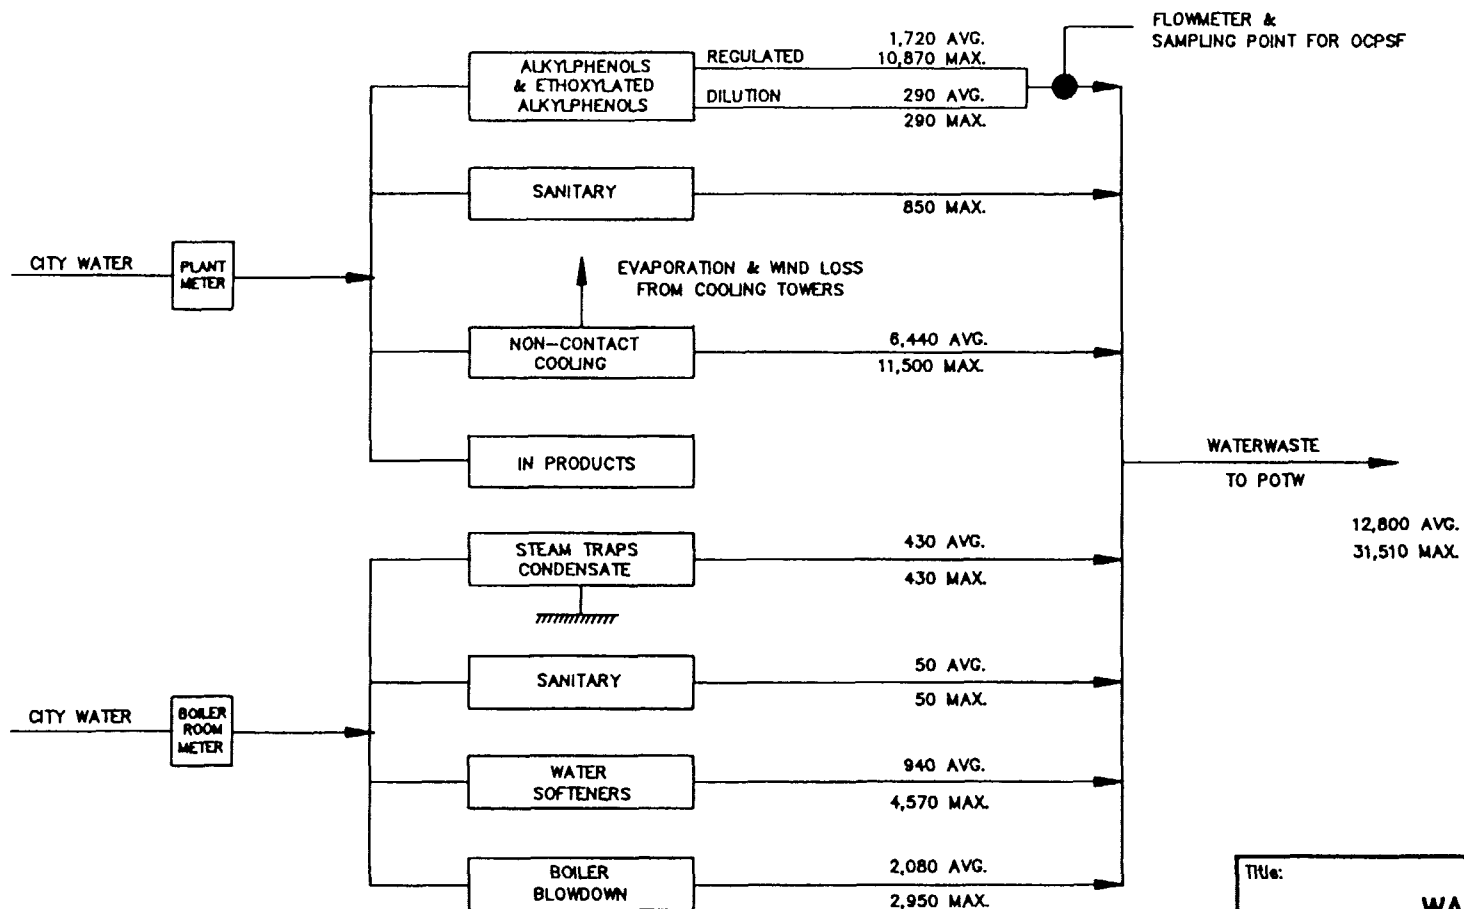 FLOWMETER &
SAMPLING POINT FOR OCPSF
1,720 AVG.
REGULATED 10,870 MAX.
ALKYLPHENOLS
& ETHOXYLATED
ALKYLPHENOLS
DILUTION 290 AVG.
290 MAX.
SANITARY
850 MAX.
CITY WATER
PLANT
METER
EVAPORATION & WIND LOSS
FROM COOLING TOWERS
NON-CONTACT
COOLING
6,440 AVG.
11,500 MAX.
IN PRODUCTS
WATERWASTE
TO POTW
12,800 AVG.
31,510 MAX.
STEAM TRAPS
CONDENSATE
430 AVG.
430 MAX.
SANITARY
50 AVG.
50 MAX.
CITY WATER
BOILER
ROOM
METER
WATER
SOFTENERS
940 AVG.
4,570 MAX.
BOILER
BLOWDOWN
2,080 AVG.
2,950 MAX.
Title:
WA